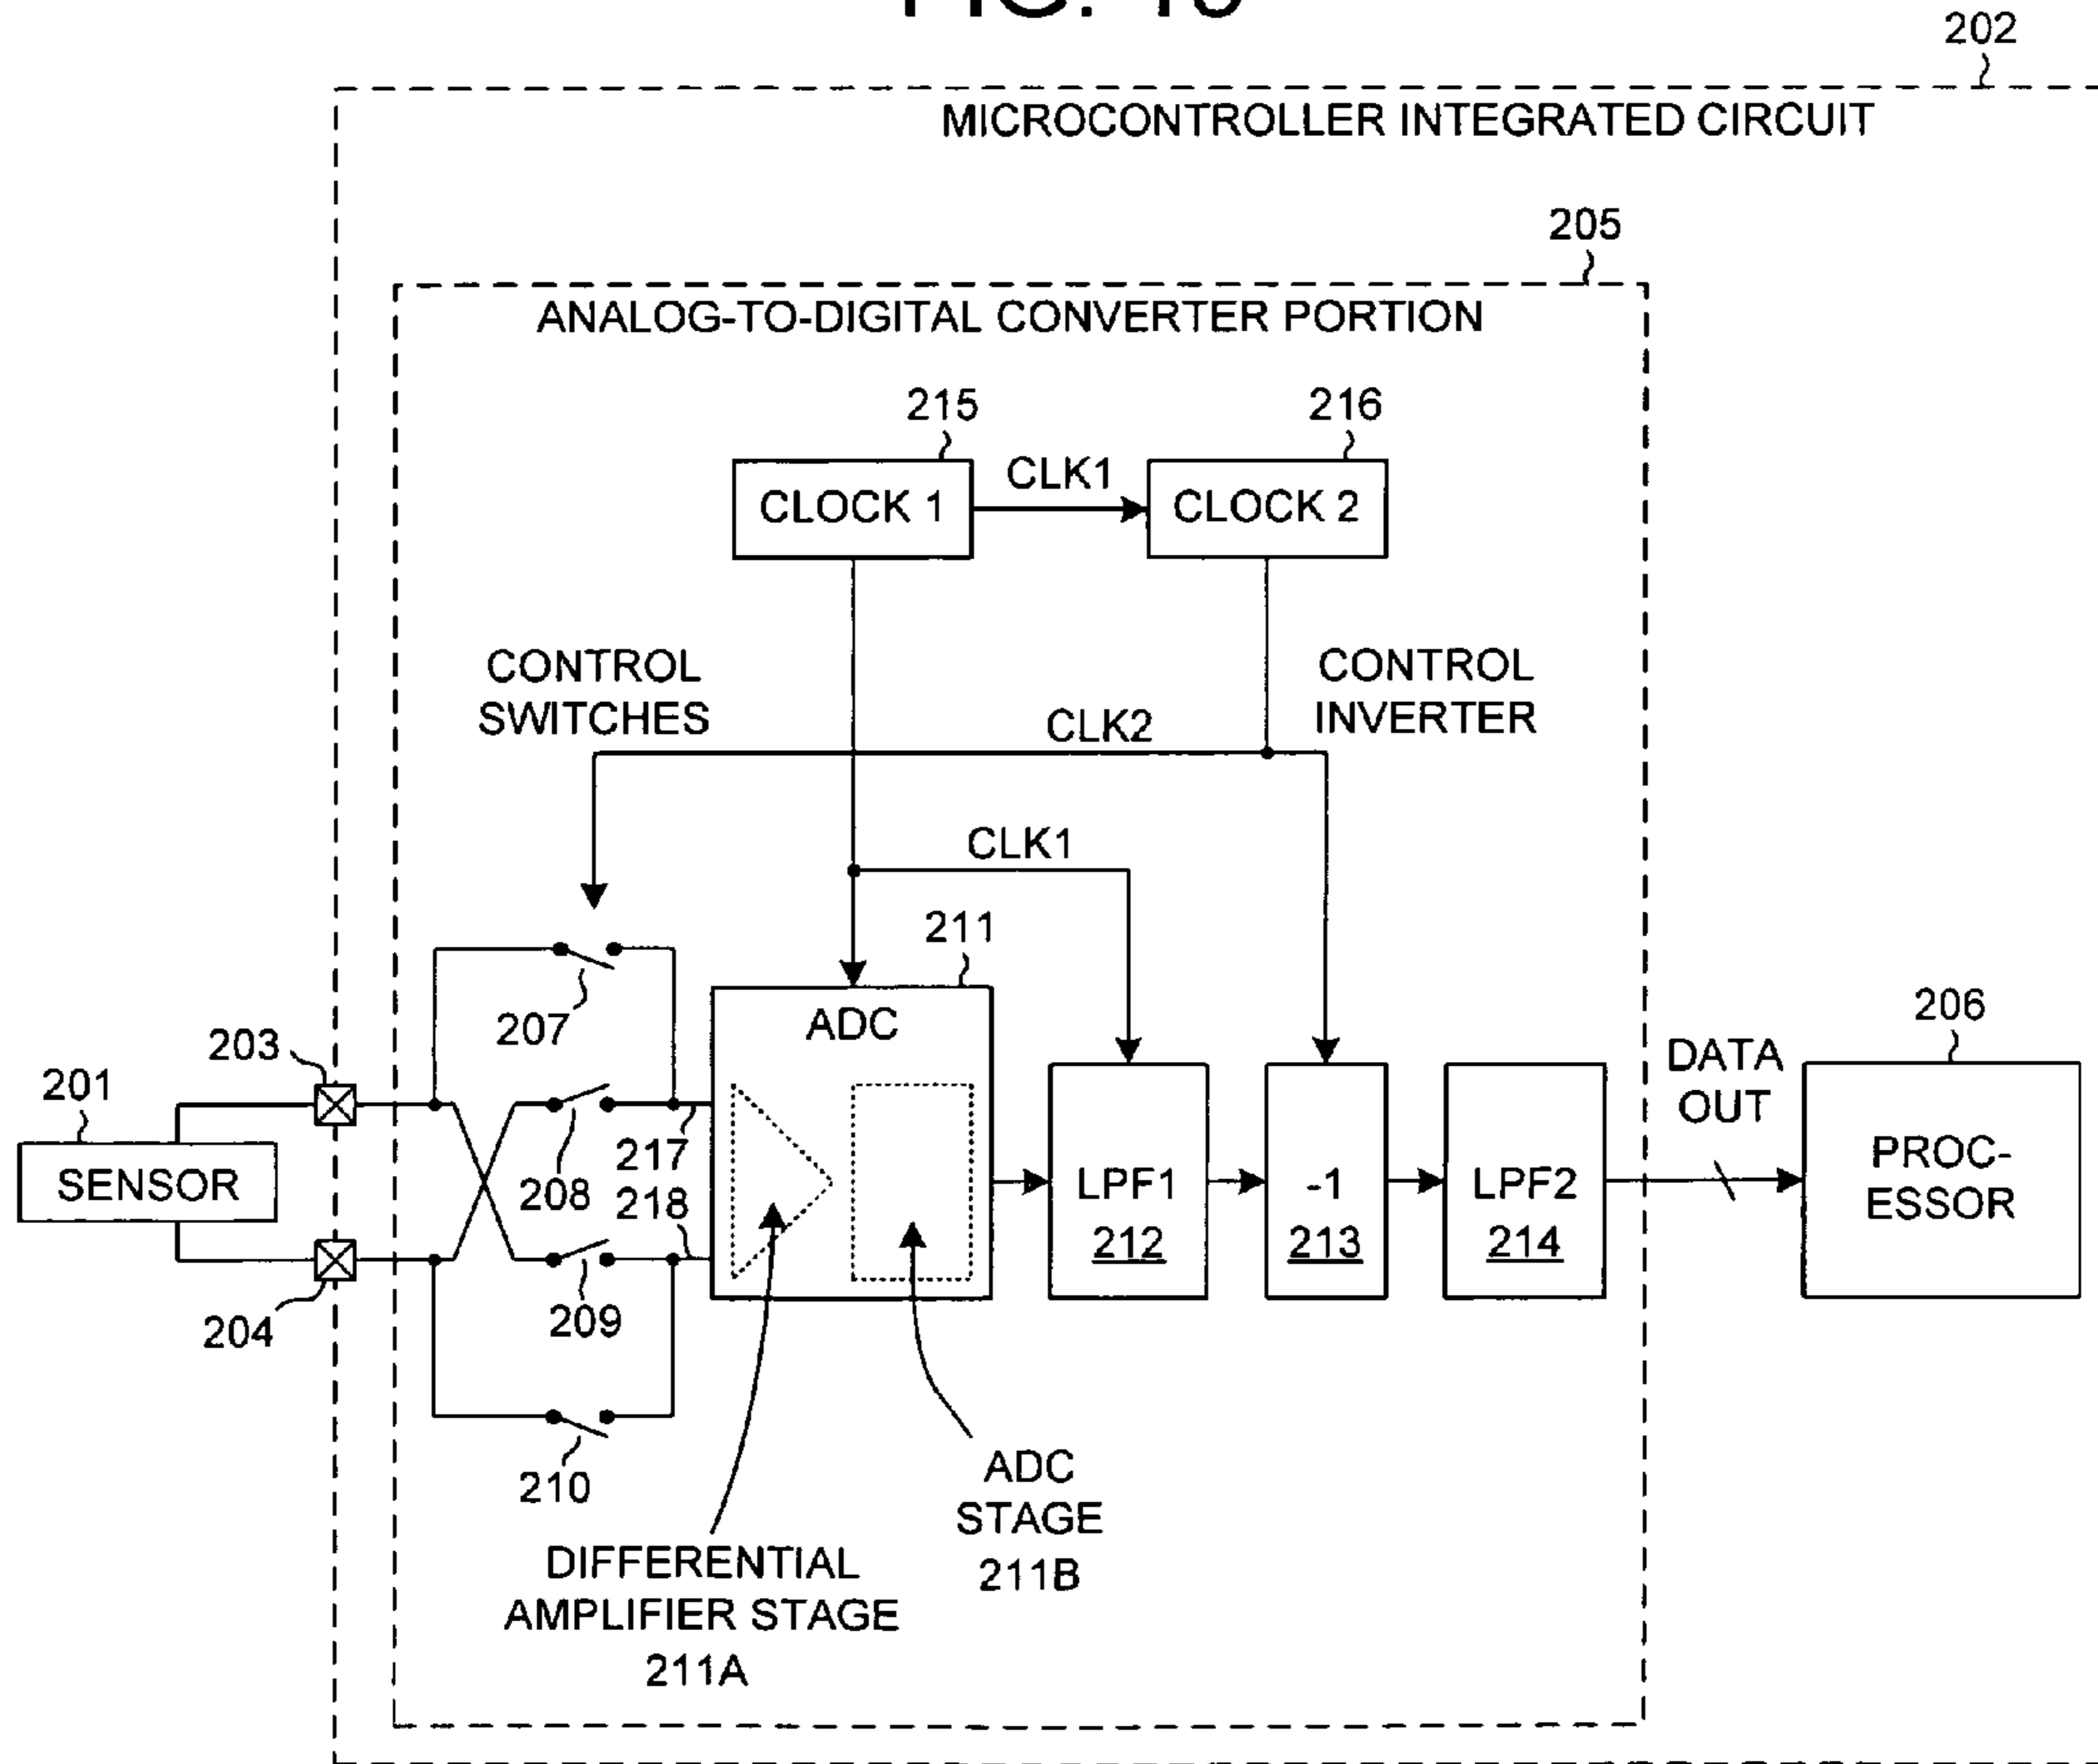 202
MICROCONTROLLER INTEGRATED CIRCUIT
205
ANALOG-TO-DIGITAL CONVERTER PORTION
215
216
CLOCK 1
CLK1
CLOCK 2
CONTROL
SWITCHES
CONTROL
INVERTER
CLK2
CLK1
211
ADC
207
203
201
SENSOR
204
208
217
218
209
210
LPF1
212
-1
213
LPF2
214
DATA
OUT
206
PROC-
ESSOR
DIFFERENTIAL
AMPLIFIER STAGE
211A
ADC
STAGE
211B